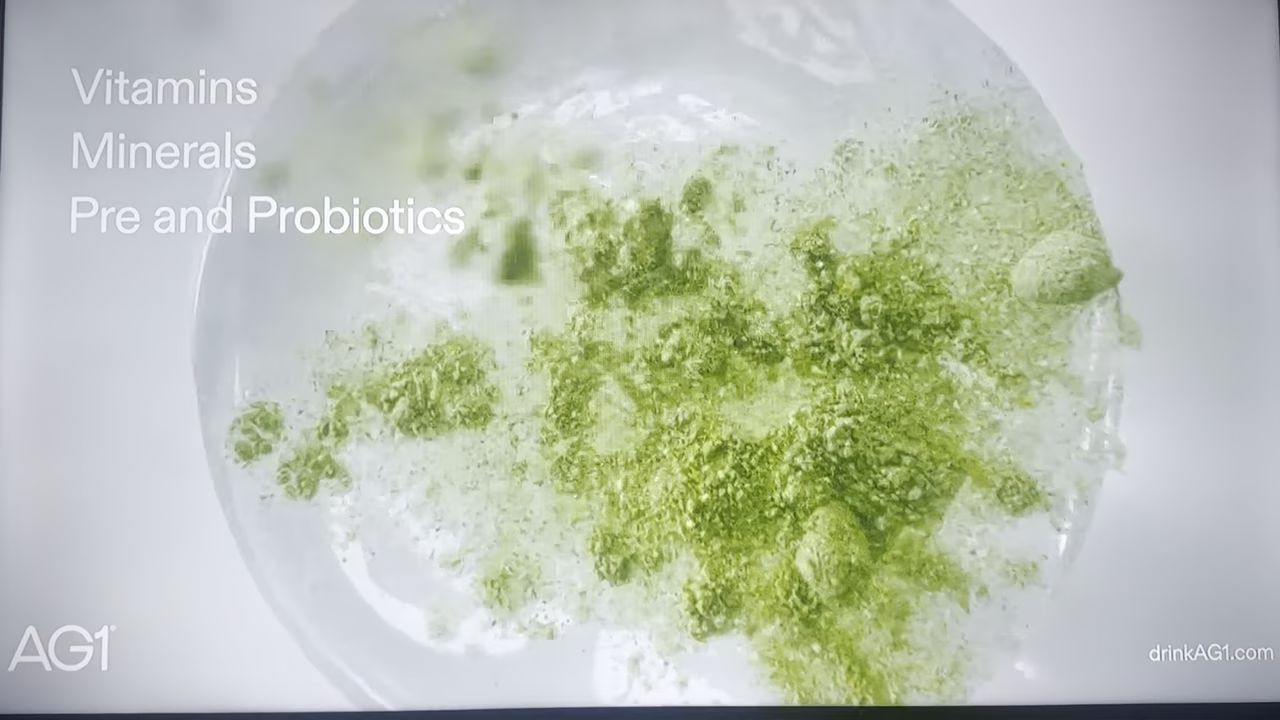 Vitamins
Minerals
Pre and Probiotics
AG1
drinkAG1.com